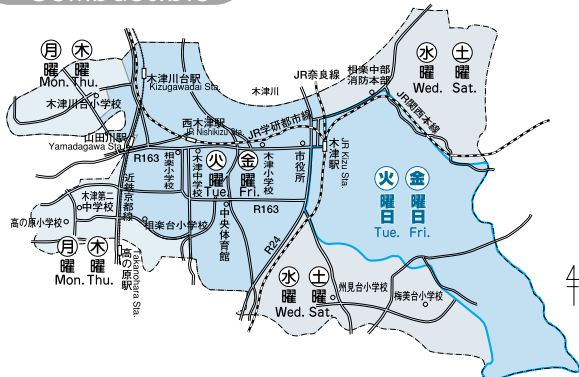 Combustible
月曜 木曜
Mon. Thu.
木津川台駅
Kizugawadai Sta.
木津川
JR奈良線
相楽中部
消防本部
水曜 土曜
Wed. Sat.
木津川台小学校
西木津駅
JR Nishikizu Sta.
JR学研都市線
JR関西本線
山田川駅
Yamadagawa Sta.
R163
相楽小学校
木津中学校
火曜 金曜
Tue. Fri.
木津小学校
市役所
木津駅
JR Kizu Sta.
火曜日 金曜日
Tue. Fri.
近鉄京都線
木津第二
中学校
高の原小学校
相楽台小学校
中央体育館
R163
R24
月曜 木曜
Mon. Thu.
高の原駅
Takanohara Sta.
水曜 土曜
Wed. Sat.
州見台小学校
梅美台小学校
4